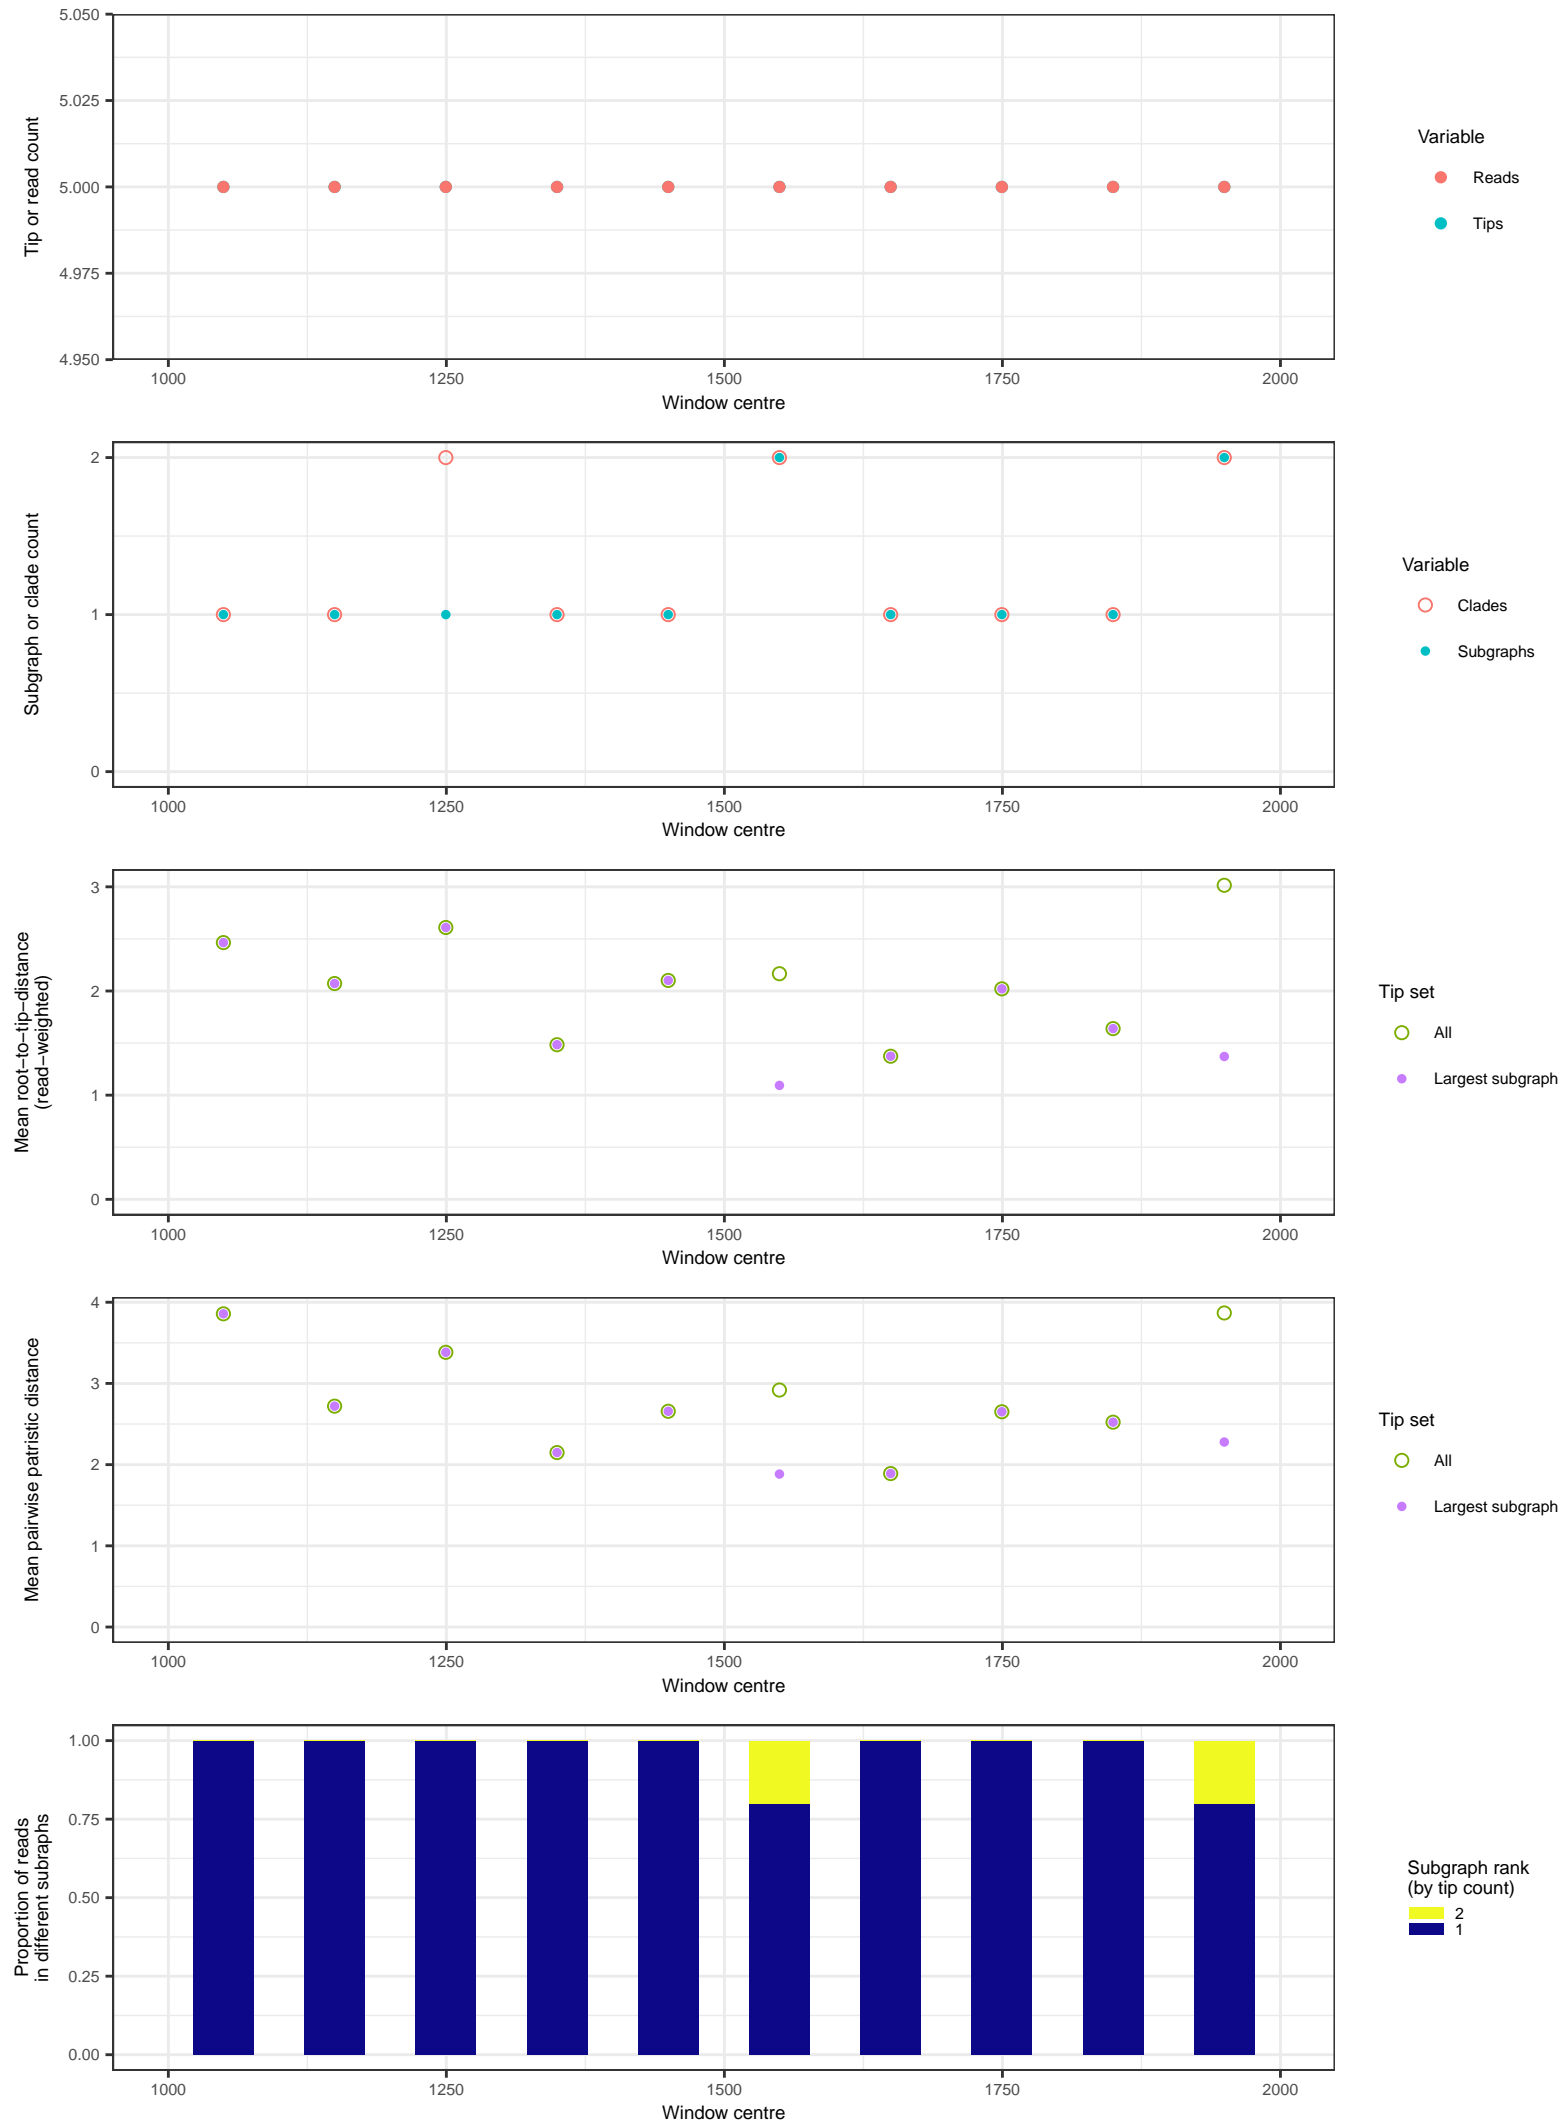 5.050
5.025
5.000
4.975
4.950
Tip or read count
1000 1250 1500 1750 2000
Window centre
Variable
Reads
Tips
2
1
0
Subgraph or clade count
1000 1250 1500 1750 2000
Window centre
Variable
Clades
Subgraphs
3
2
1
0
Mean root−to−tip−distance
(read−weighted)
1000 1250 1500 1750 2000
Window centre
Tip set
All
Largest subgraph
4
3
2
1
0
Mean pairwise patristic distance
1000 1250 1500 1750 2000
Window centre
Tip set
All
Largest subgraph
1.00
0.75
0.50
0.25
0.00
Proportion of reads
in different subraphs
1000 1250 1500 1750 2000
Window centre
Subgraph rank
(by tip count)
2
1